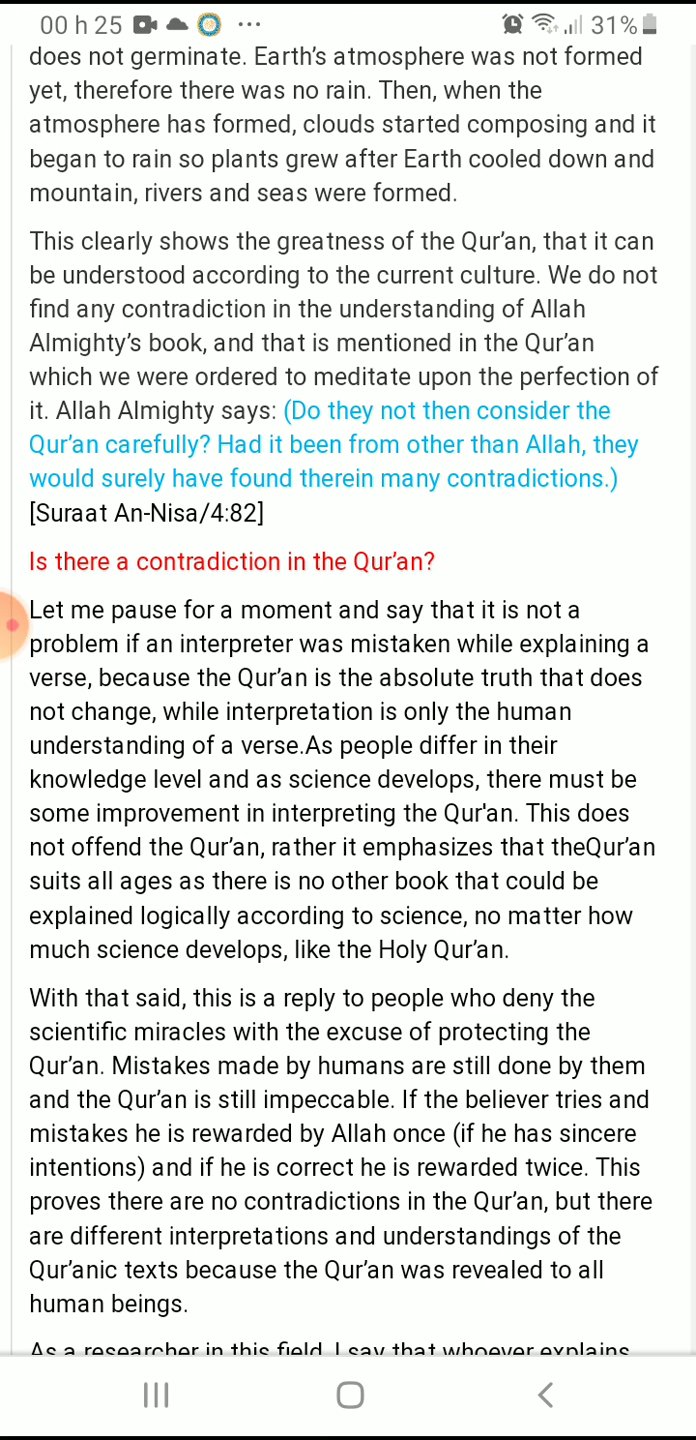 00 h 25 ••• 31%
does not germinate. Earth’s atmosphere was not formed
yet, therefore there was no rain. Then, when the
atmosphere has formed, clouds started composing and it
began to rain so plants grew after Earth cooled down and
mountain, rivers and seas were formed.
This clearly shows the greatness of the Qur’an, that it can
be understood according to the current culture. We do not
find any contradiction in the understanding of Allah
Almighty’s book, and that is mentioned in the Qur’an
which we were ordered to meditate upon the perfection of
it. Allah Almighty says: (Do they not then consider the
Qur’an carefully? Had it been from other than Allah, they
would surely have found therein many contradictions.)
[Suraat An-Nisa/4:82]
Is there a contradiction in the Qur’an?
Let me pause for a moment and say that it is not a
problem if an interpreter was mistaken while explaining a
verse, because the Qur’an is the absolute truth that does
not change, while interpretation is only the human
understanding of a verse.As people differ in their
knowledge level and as science develops, there must be
some improvement in interpreting the Qur'an. This does
not offend the Qur’an, rather it emphasizes that theQur’an
suits all ages as there is no other book that could be
explained logically according to science, no matter how
much science develops, like the Holy Qur’an.
With that said, this is a reply to people who deny the
scientific miracles with the excuse of protecting the
Qur’an. Mistakes made by humans are still done by them
and the Qur’an is still impeccable. If the believer tries and
mistakes he is rewarded by Allah once (if he has sincere
intentions) and if he is correct he is rewarded twice. This
proves there are no contradictions in the Qur’an, but there
are different interpretations and understandings of the
Qur’anic texts because the Qur’an was revealed to all
human beings.
As a researcher in this field, I say that whoever explains